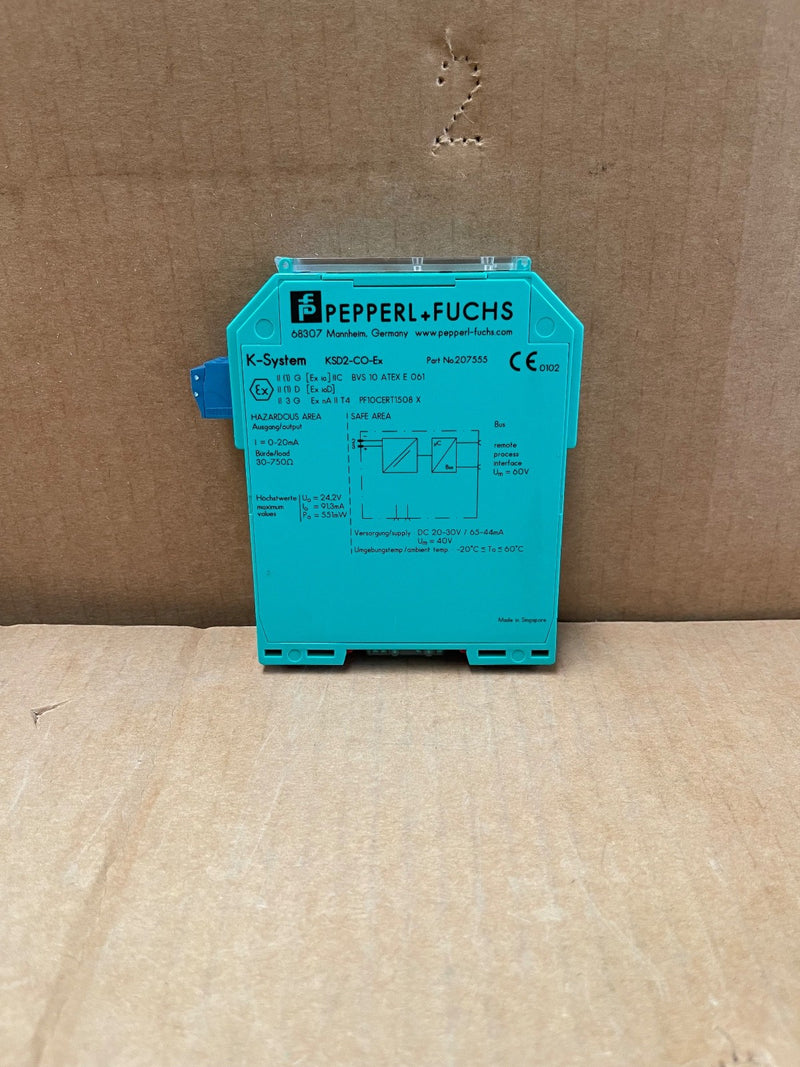 2
PEPPERL+FUCHS
68307 Mannheim, Germany www.pepperl-fuchs.com
K-System KSD2-CO-Ex Part No.207555 CE 0102
Ex II (1) G [Ex ia] IIC BVS 10 ATEX E 061
II (1) D [Ex iaD]
II 3 G Ex nA II T4 PF10CERT1508 X
HAZARDOUS AREA SAFE AREA
Ausgang/output
I = 0-20mA
Bürde/load
30-750Ω
µC
Bus
Bus
remote
process
interface
Um = 60V
Höchstwerte Uo = 24,2V
maximum Io = 91,3mA
values Po = 551mW
Versorgung/supply DC 20-30V / 65-44mA
Um = 40V
Umgebungstemp/ambient temp. -20°C ≤ Ta ≤ 60°C
Made in Singapore